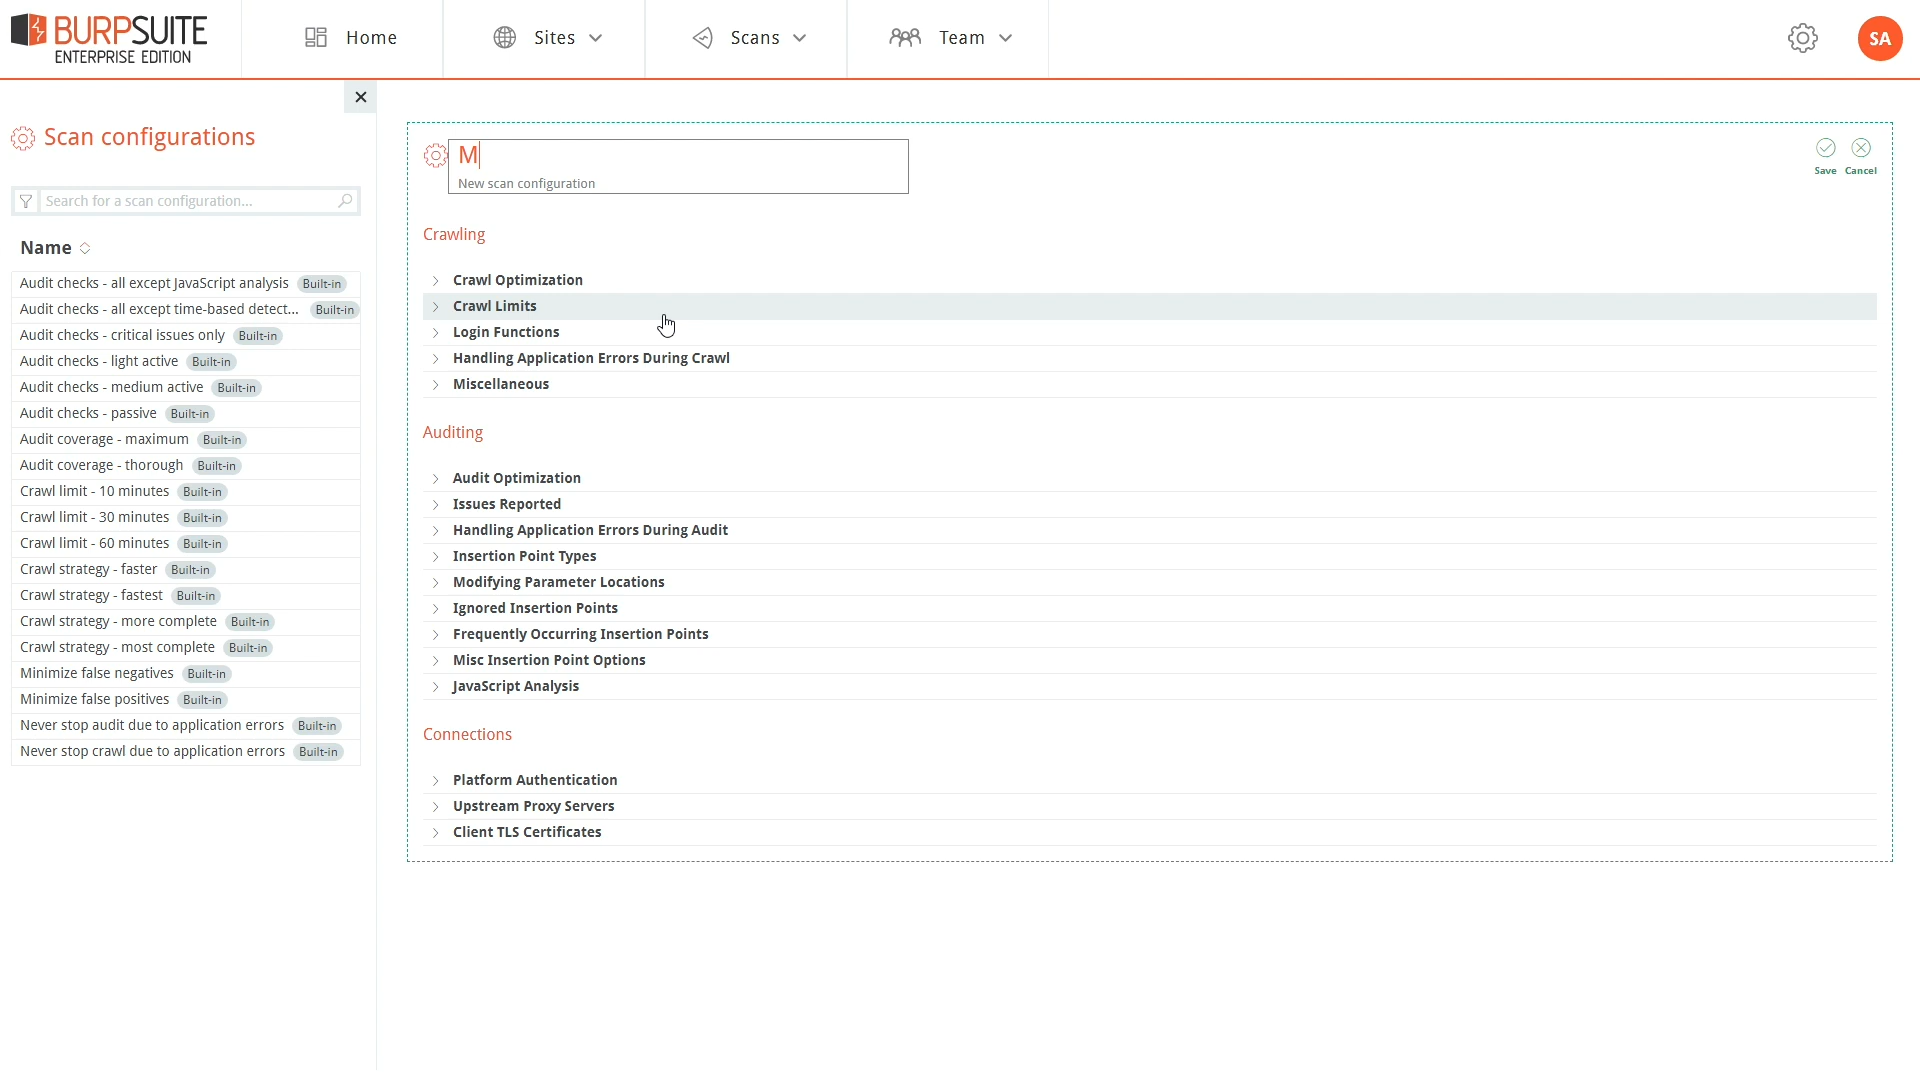 BURPSUITE
ENTERPRISE EDITION
Home
Sites
Scans
Team
SA
Scan configurations
Search for a scan configuration...
Name
Audit checks - all except JavaScript analysis Built-in
Audit checks - all except time-based detect... Built-in
Audit checks - critical issues only Built-in
Audit checks - light active Built-in
Audit checks - medium active Built-in
Audit checks - passive Built-in
Audit coverage - maximum Built-in
Audit coverage - thorough Built-in
Crawl limit - 10 minutes Built-in
Crawl limit - 30 minutes Built-in
Crawl limit - 60 minutes Built-in
Crawl strategy - faster Built-in
Crawl strategy - fastest Built-in
Crawl strategy - more complete Built-in
Crawl strategy - most complete Built-in
Minimize false negatives Built-in
Minimize false positives Built-in
Never stop audit due to application errors Built-in
Never stop crawl due to application errors Built-in
M
New scan configuration
Save Cancel
Crawling
Crawl Optimization
Crawl Limits
Login Functions
Handling Application Errors During Crawl
Miscellaneous
Auditing
Audit Optimization
Issues Reported
Handling Application Errors During Audit
Insertion Point Types
Modifying Parameter Locations
Ignored Insertion Points
Frequently Occurring Insertion Points
Misc Insertion Point Options
JavaScript Analysis
Connections
Platform Authentication
Upstream Proxy Servers
Client TLS Certificates